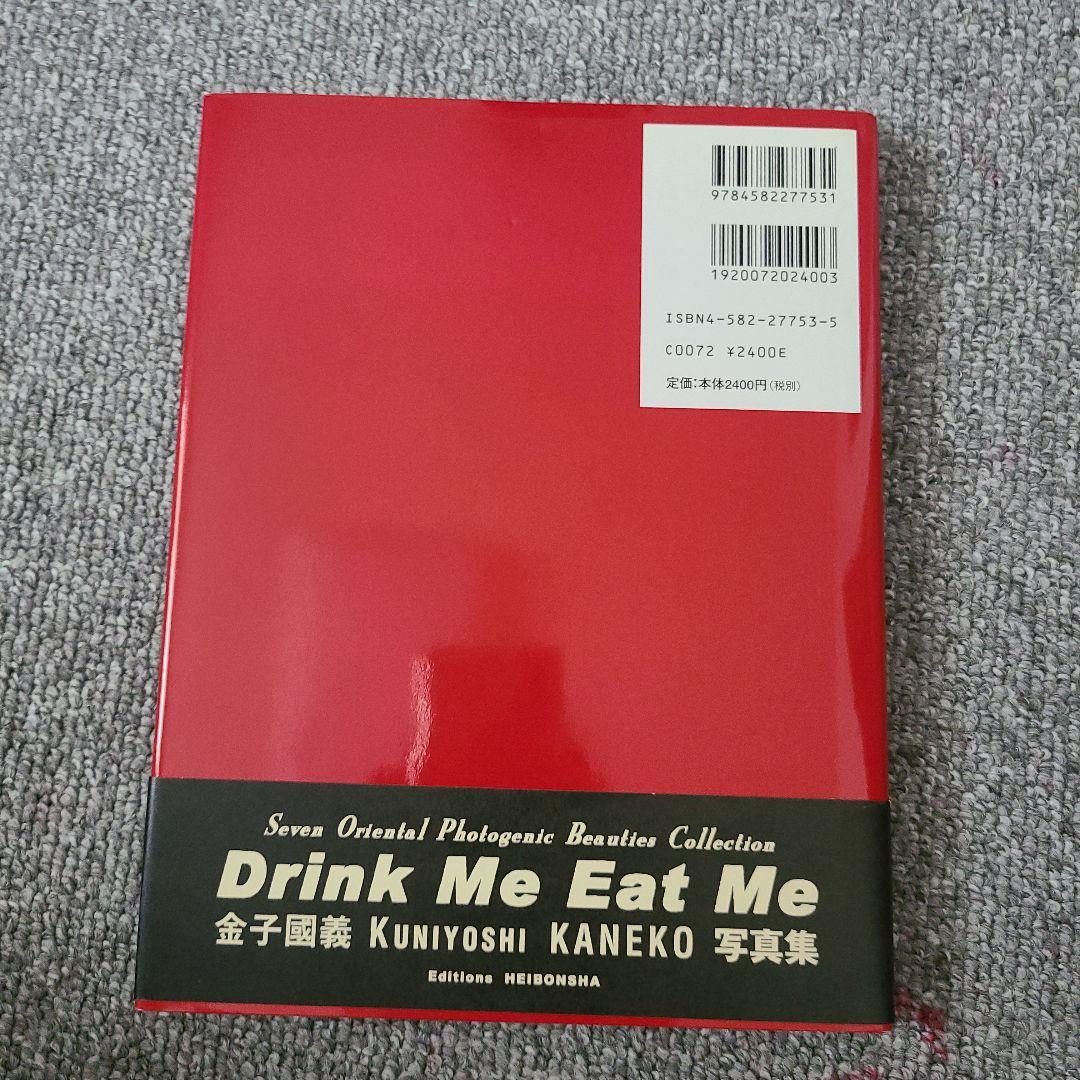 9784582277531
1920072024003
ISBN4-582-27753-5
C0072 ¥2400E
定価:本体2400円(税別)
Seven Oriental Photogenic Beauties Collection
Drink Me Eat Me
金子國義 KUNIYOSHI KANEKO 写真集
Editions HEIBONSHA